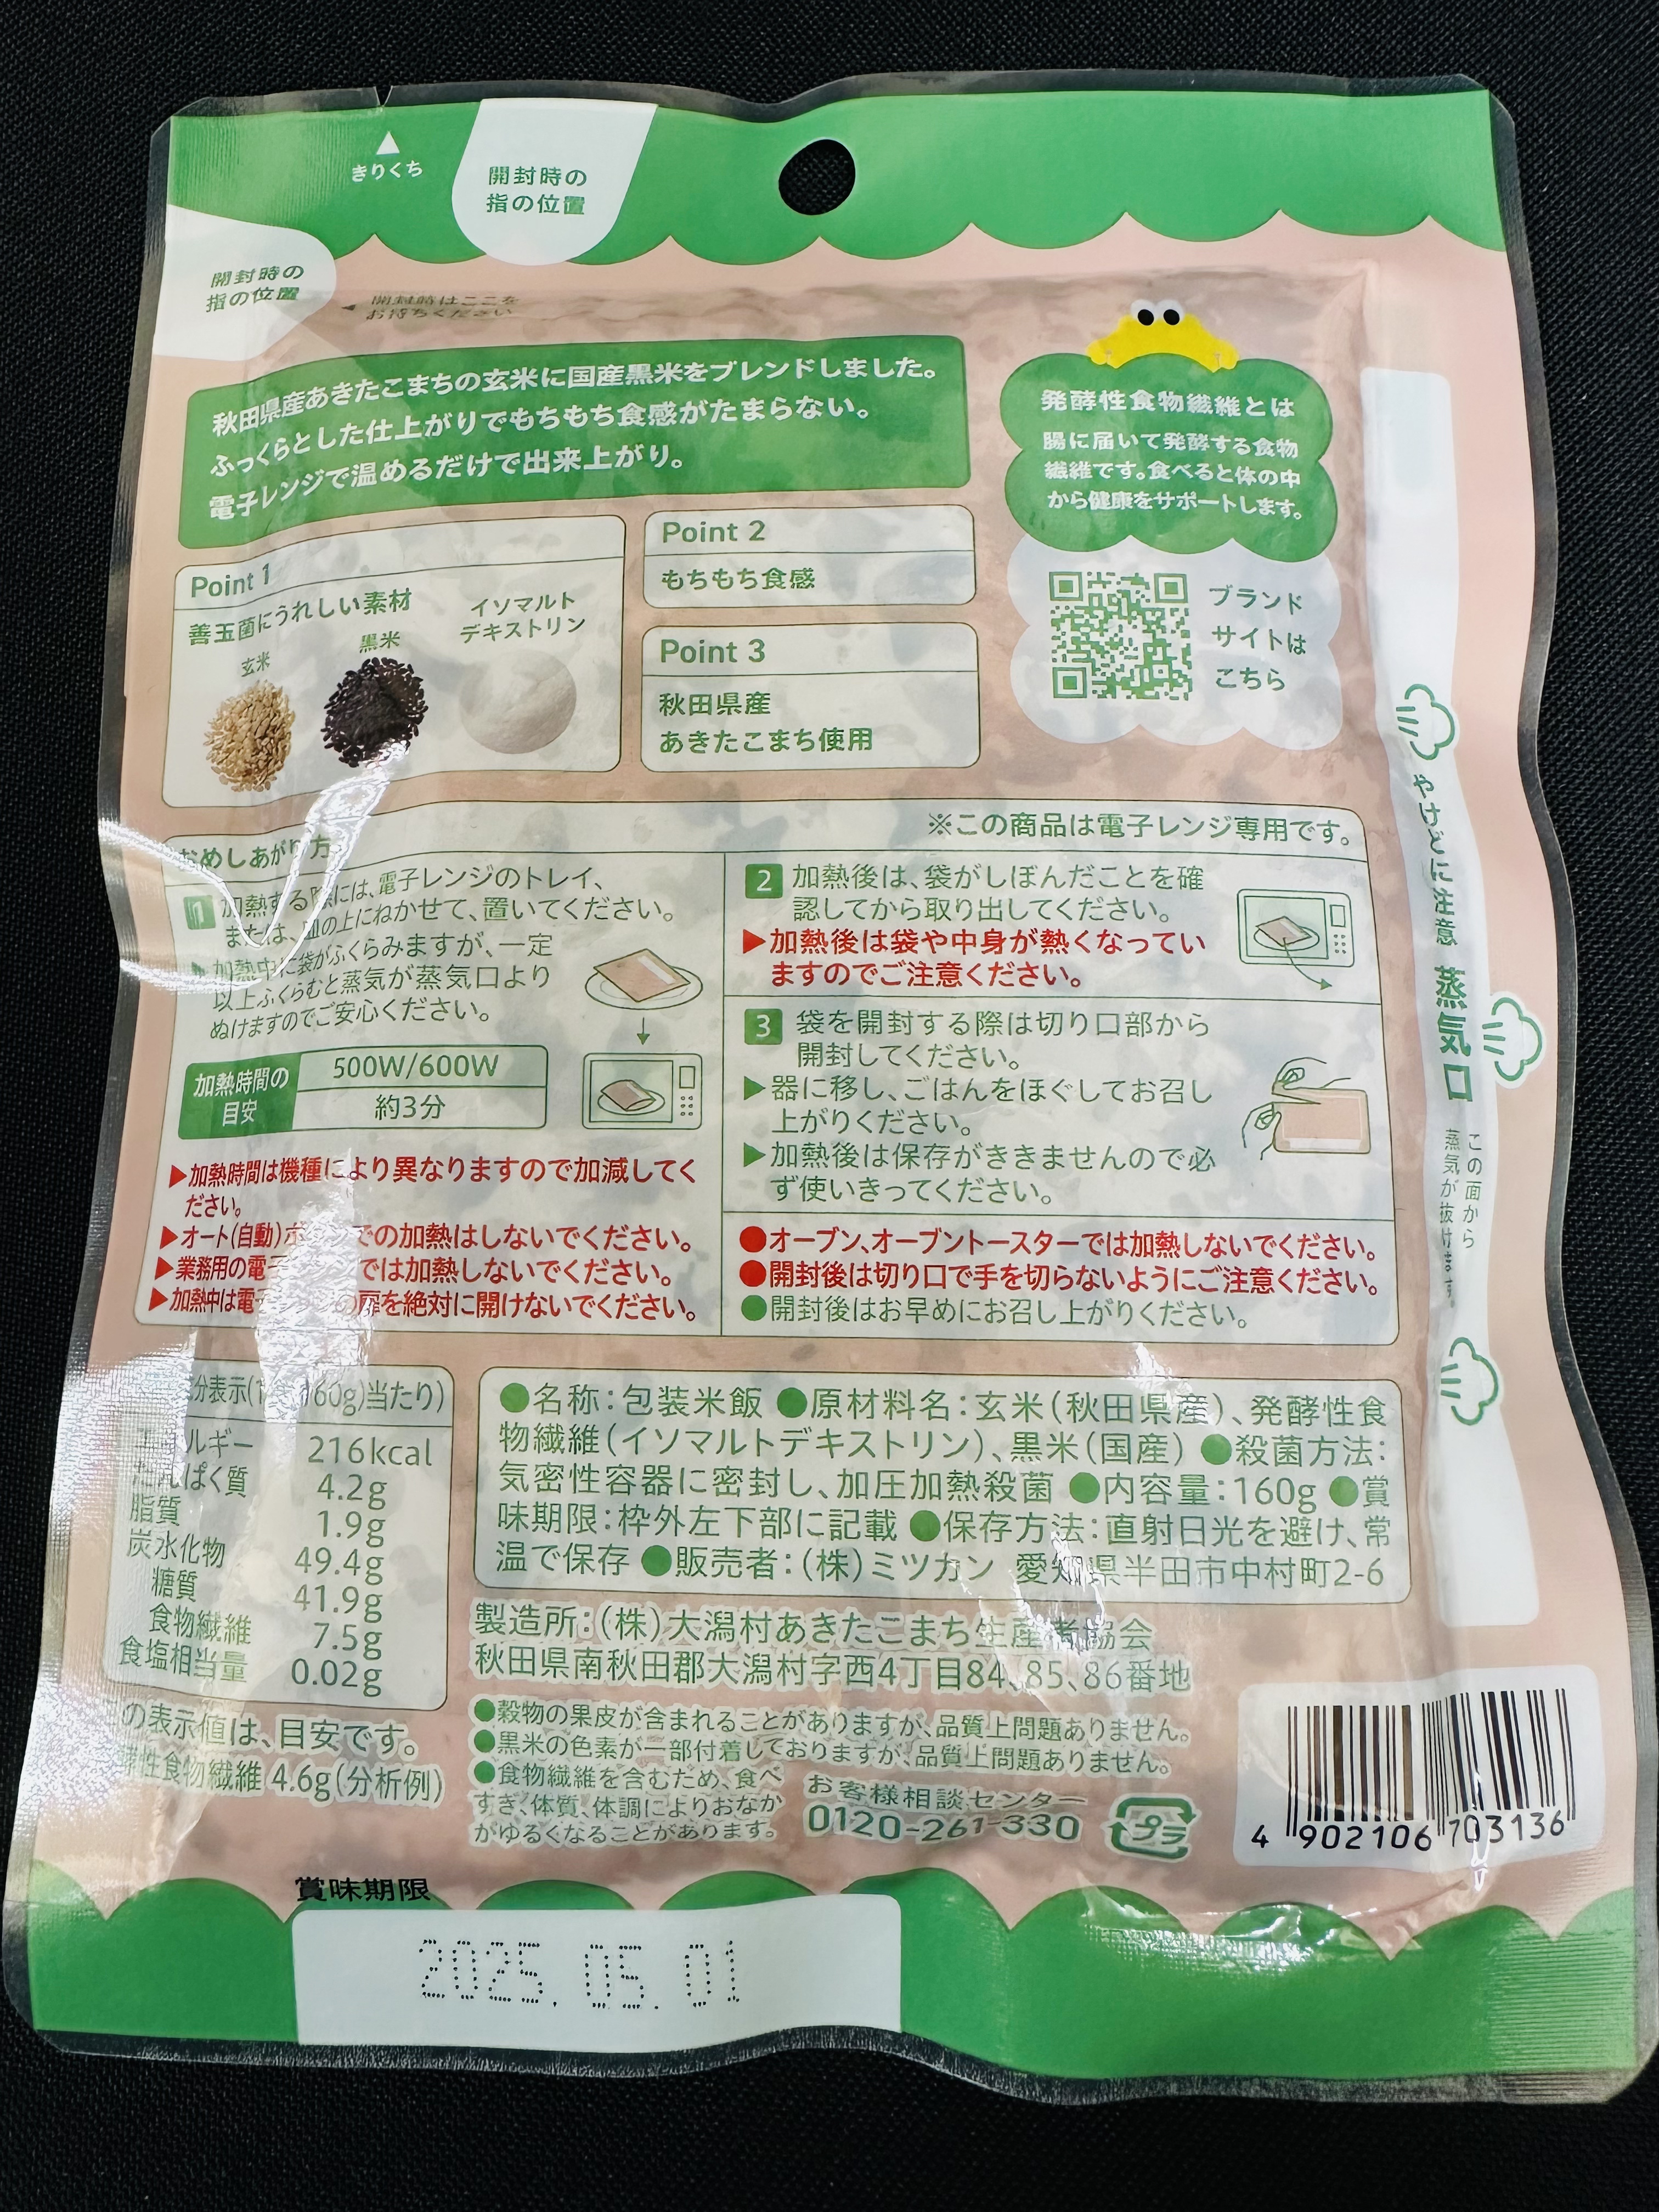 きりくち
開封時の
指の位置
開封時の
指の位置
開封時はここを
お持ちください
秋田県産あきたこまちの玄米に国産黒米をブレンドしました。
ふっくらとした仕上がりでもちもち食感がたまらない。
電子レンジで温めるだけで出来上がり。
発酵性食物繊維とは
腸に届いて発酵する食物
繊維です。食べると体の中
から健康をサポートします。
Point 1
善玉菌にうれしい素材
玄米
黒米
イソマルト
デキストリン
Point 2
もちもち食感
Point 3
秋田県産
あきたこまち使用
ブランド
サイトは
こちら
おめしあがり方
※この商品は電子レンジ専用です。
1 加熱する際には、電子レンジのトレイ、
または、皿の上にねかせて、置いてください。
▶加熱中に袋がふくらみますが、一定
以上ふくらむと蒸気が蒸気口より
ぬけますのでご安心ください。
加熱時間の
目安
500W/600W
約3分
▶加熱時間は機種により異なりますので加減してく
ださい。
▶オート(自動)ボタンでの加熱はしないでください。
▶業務用の電 では加熱しないでください。
▶加熱中は電 の扉を絶対に開けないでください。
2 加熱後は、袋がしぼんだことを確
認してから取り出してください。
▶加熱後は袋や中身が熱くなってい
ますのでご注意ください。
3 袋を開封する際は切り口部から
開封してください。
▶器に移し、ごはんをほぐしてお召し
上がりください。
▶加熱後は保存がききませんので必
ず使いきってください。
●オーブン、オーブントースターでは加熱しないでください。
●開封後は切り口で手を切らないようにご注意ください。
●開封後はお早めにお召し上がりください。
やけどに注意 蒸気口
この面から
蒸気が抜けます。
分表示(1 160g)当たり)
エネルギー 216kcal
たんぱく質 4.2g
脂質 1.9g
炭水化物 49.4g
糖質 41.9g
食物繊維 7.5g
食塩相当量 0.02g
の表示値は、目安です。
酵性食物繊維 4.6g(分析例)
●名称:包装米飯 ●原材料名:玄米(秋田県産)、発酵性食
物繊維(イソマルトデキストリン)、黒米(国産) ●殺菌方法:
気密性容器に密封し、加圧加熱殺菌 ●内容量:160g ●賞
味期限:枠外左下部に記載 ●保存方法:直射日光を避け、常
温で保存 ●販売者:(株)ミツカン 愛知県半田市中村町2-6
製造所:(株)大潟村あきたこまち生産者協会
秋田県南秋田郡大潟村字西4丁目84、85、86番地
●穀物の果皮が含まれることがありますが、品質上問題ありません。
●黒米の色素が一部付着しておりますが、品質上問題ありません。
●食物繊維を含むため、食べ
すぎ、体質、体調によりおなか
がゆるくなることがあります。
お客様相談センター
0120-261-330
プラ
4 902106 703136
賞味期限
2025.05.01